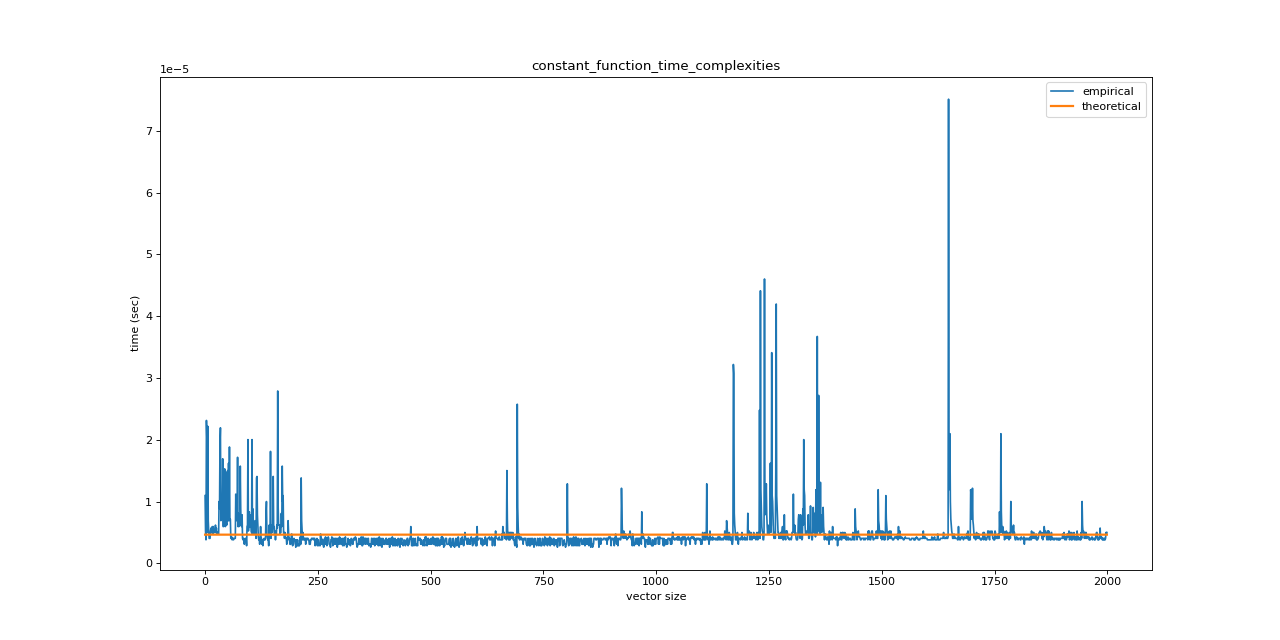 constant_function_time_complexities
1e−5
empirical
theoretical
7
6
5
4
3
2
1
0
time (sec)
0 250 500 750 1000 1250 1500 1750 2000
vector size